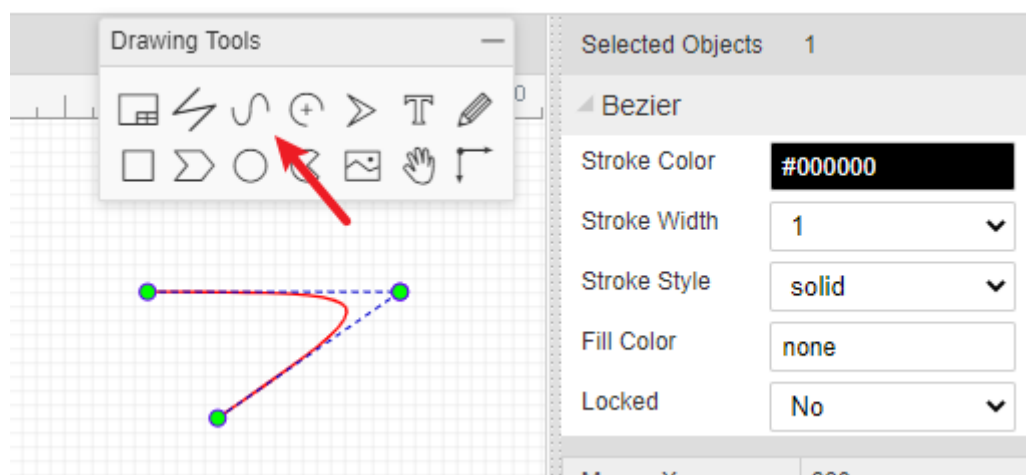 Drawing Tools
Selected Objects 1
0
Bezier
Stroke Color #000000
Stroke Width 1
Stroke Style solid
Fill Color none
Locked No